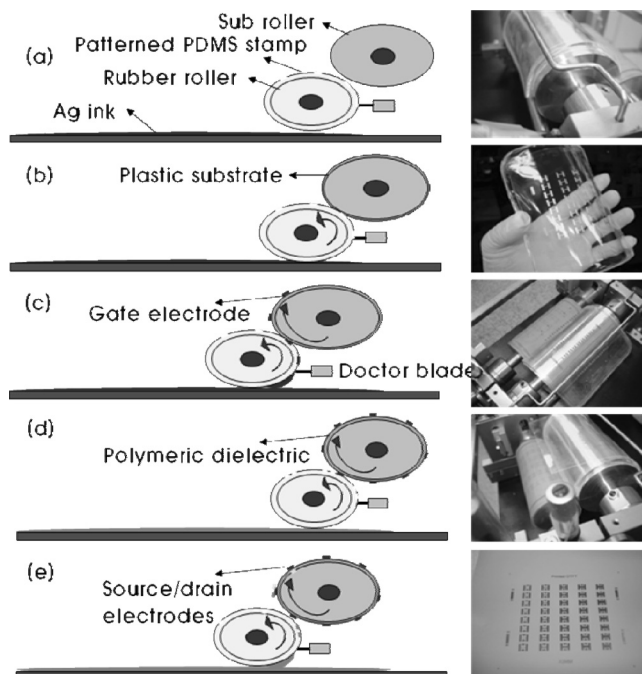 Sub roller
(a)
Patterned PDMS stamp
Rubber roller
Ag ink
(b)
Plastic substrate
(c)
Gate electrode
Doctor blade
(d)
Polymeric dielectric
(e)
Source/drain
electrodes